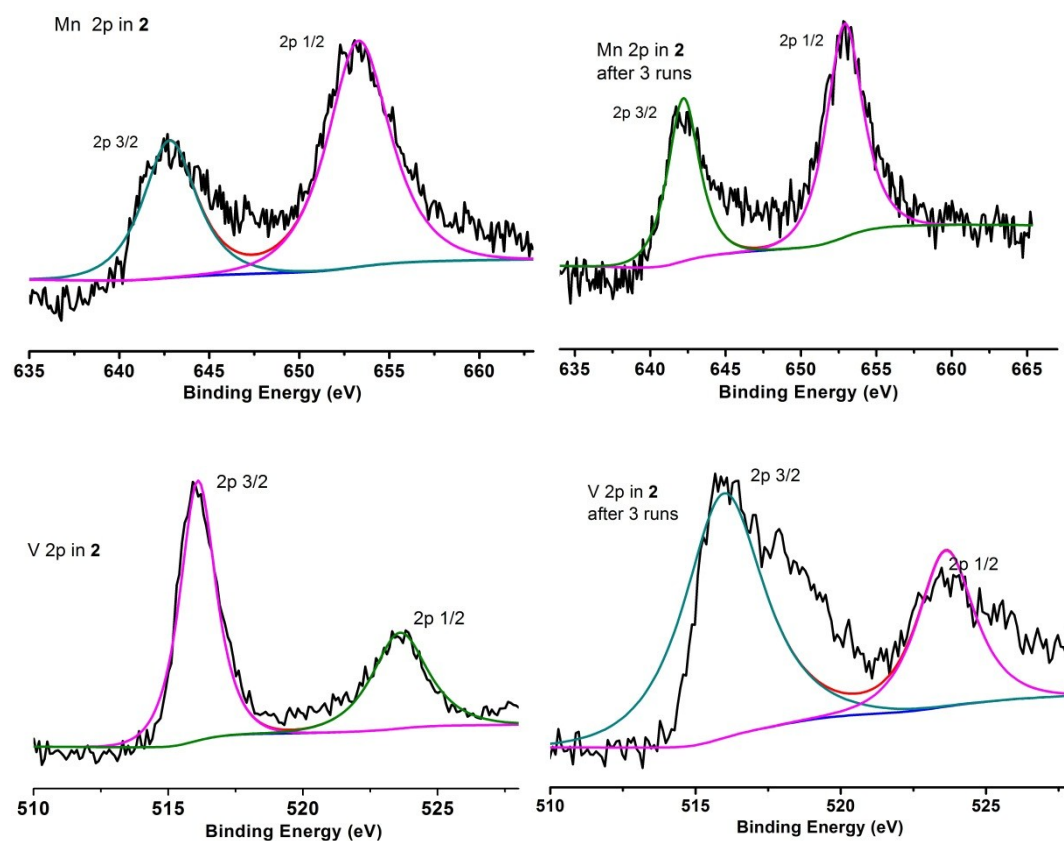 Mn 2p in 2
2p 1/2
2p 3/2
635 640 645 650 655 660
Binding Energy (eV)
Mn 2p in 2
after 3 runs
2p 1/2
2p 3/2
635 640 645 650 655 660 665
Binding Energy (eV)
V 2p in 2
2p 3/2
2p 1/2
510 515 520 525
Binding Energy (eV)
V 2p in 2
after 3 runs
2p 3/2
2p 1/2
510 515 520 525
Binding Energy (eV)